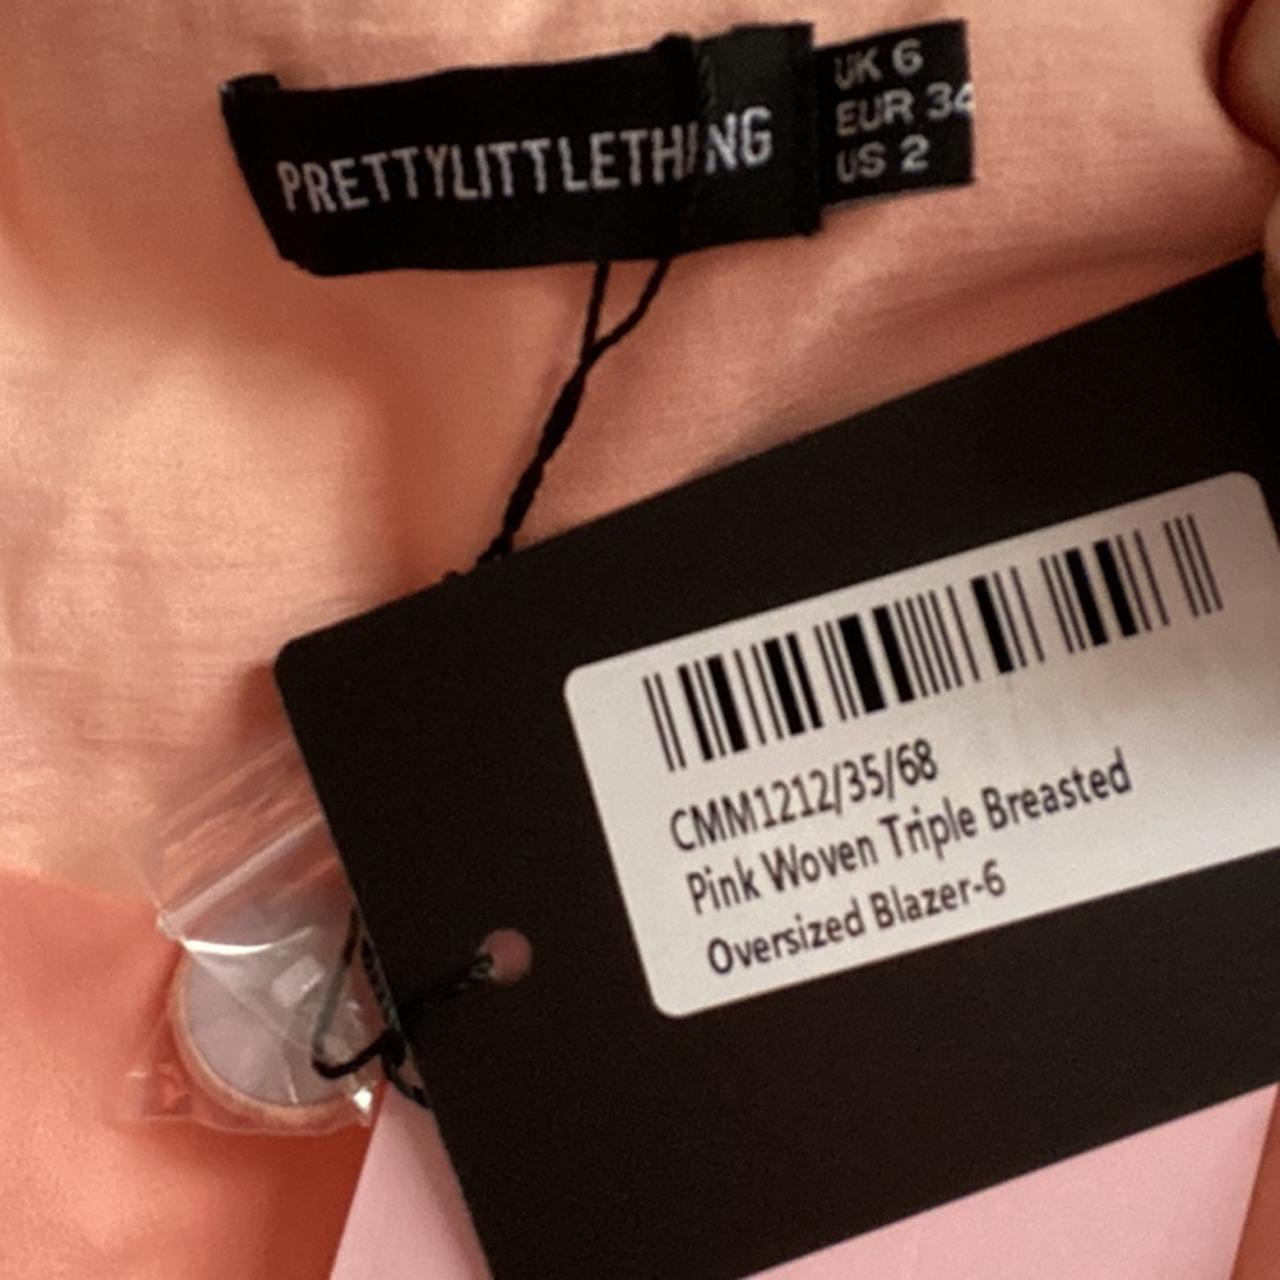 PRETTYLITTLETHING
UK 6
EUR 34
US 2
CMM1212/35/68
Pink Woven Triple Breasted
Oversized Blazer-6